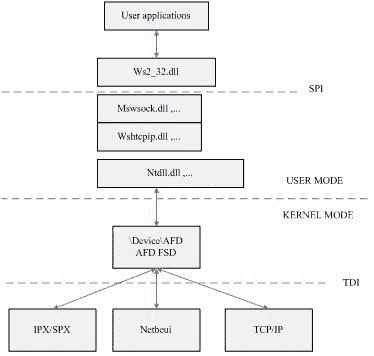 User applications
Ws2_32.dll
SPI
Mswsock.dll ,...
Wshtcpip.dll ,...
Ntdll.dll ,...
USER MODE
KERNEL MODE
\Device\AFD
AFD FSD
TDI
IPX/SPX
Netbeui
TCP/IP